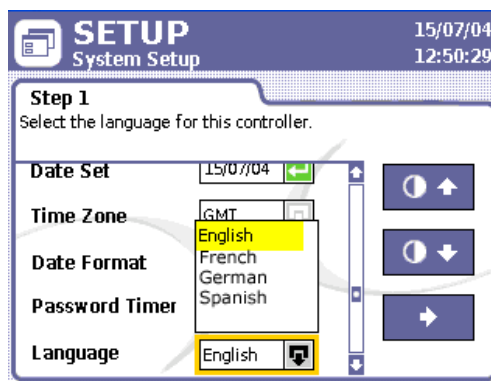 SETUP
15/07/04
System Setup
12:50:29
Step 1
Select the language for this controller.
Date Set
15/07/04
Time Zone
GMT
English
French
Date Format
German
Spanish
Password Timer
Language
English